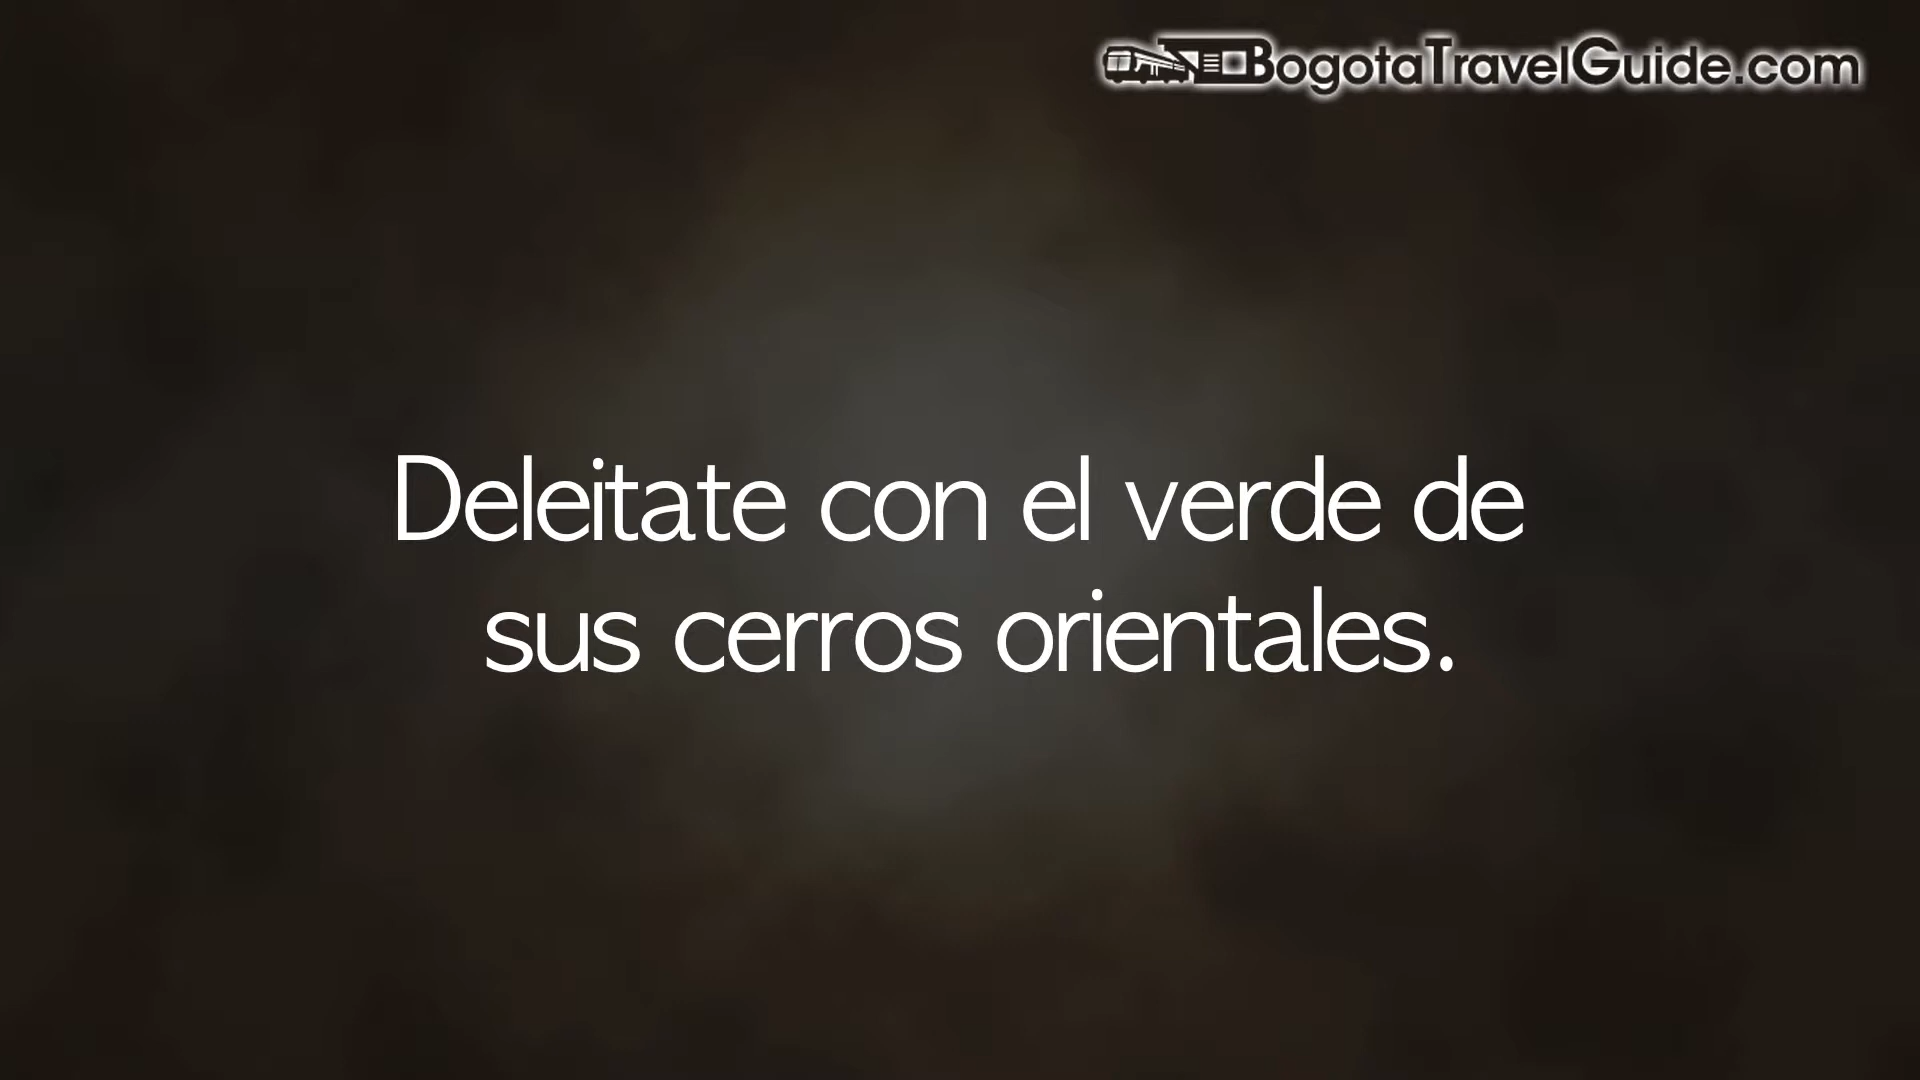 BogotaTravelGuide.com
Deleitate con el verde de
sus cerros orientales.